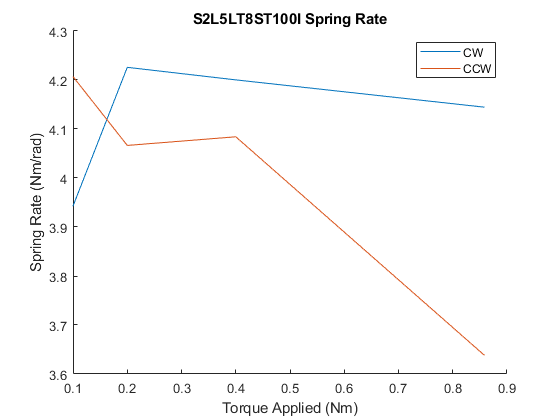 S2L5LT8ST100I Spring Rate
CW
CCW
4.3
4.2
4.1
4
3.9
3.8
3.7
3.6
Spring Rate (Nm/rad)
0.1 0.2 0.3 0.4 0.5 0.6 0.7 0.8 0.9
Torque Applied (Nm)